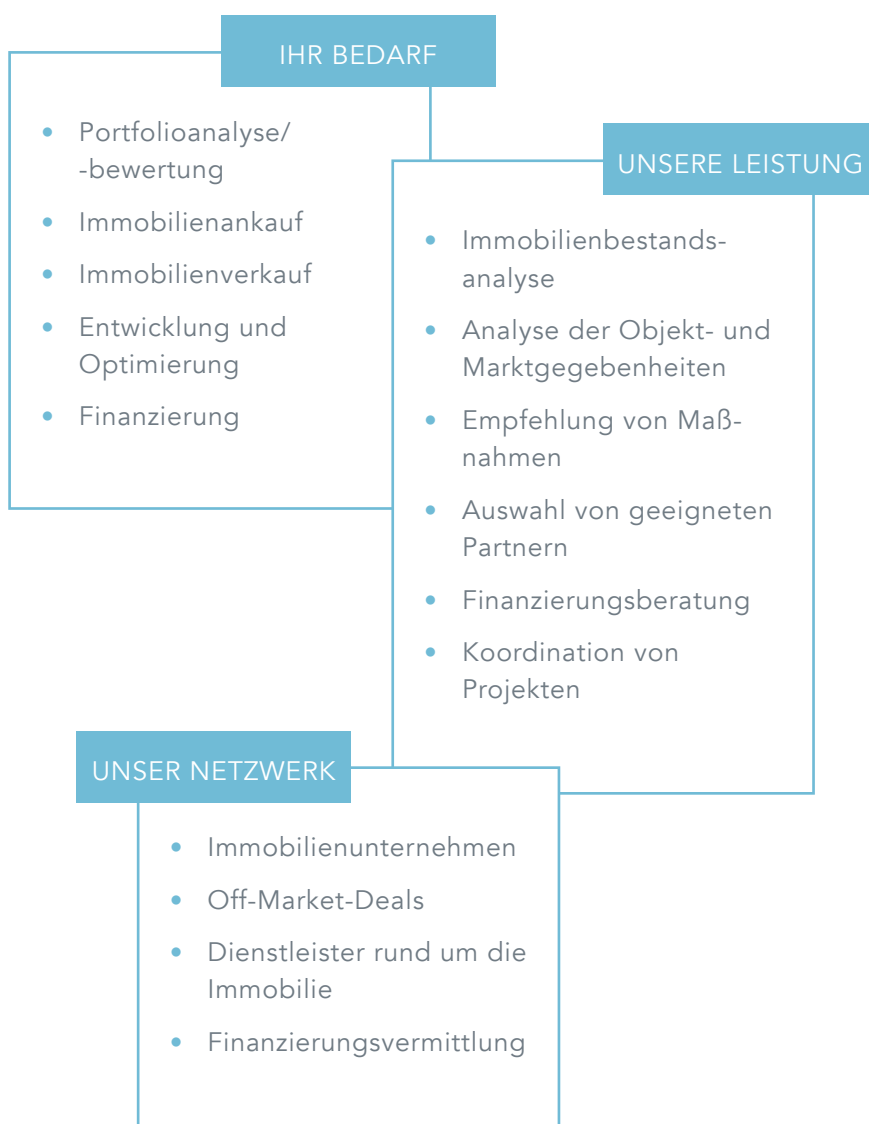 IHR BEDARF
• Portfolioanalyse/
-bewertung
• Immobilienankauf
• Immobilienverkauf
• Entwicklung und
Optimierung
• Finanzierung
UNSERE LEISTUNG
• Immobilienbestands-
analyse
• Analyse der Objekt- und
Marktgegebenheiten
• Empfehlung von Maß-
nahmen
• Auswahl von geeigneten
Partnern
• Finanzierungsberatung
• Koordination von
Projekten
UNSER NETZWERK
• Immobilienunternehmen
• Off-Market-Deals
• Dienstleister rund um die
Immobilie
• Finanzierungsvermittlung